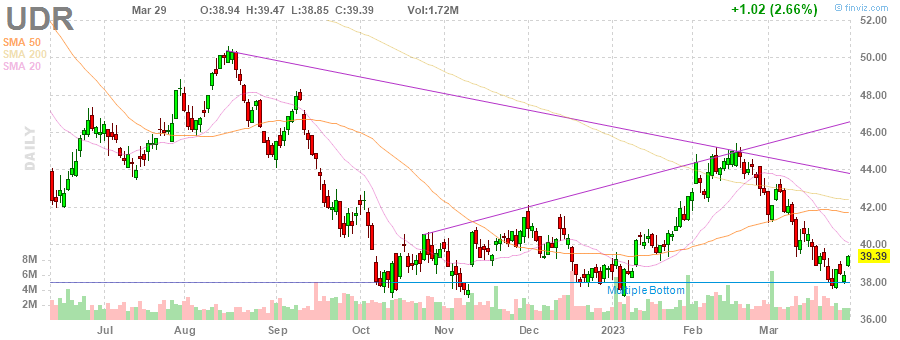 UDR
Mar 29 O:38.94 H:39.47 L:38.85 C:39.39 Vol:1.72M +1.02 (2.66%) © finviz.com
SMA 50
SMA 200
SMA 20
DAILY
52.00
50.00
48.00
46.00
44.00
42.00
40.00
39.39
38.00
36.00
8M
6M
4M
2M
Multiple Bottom
Jul Aug Sep Oct Nov Dec 2023 Feb Mar